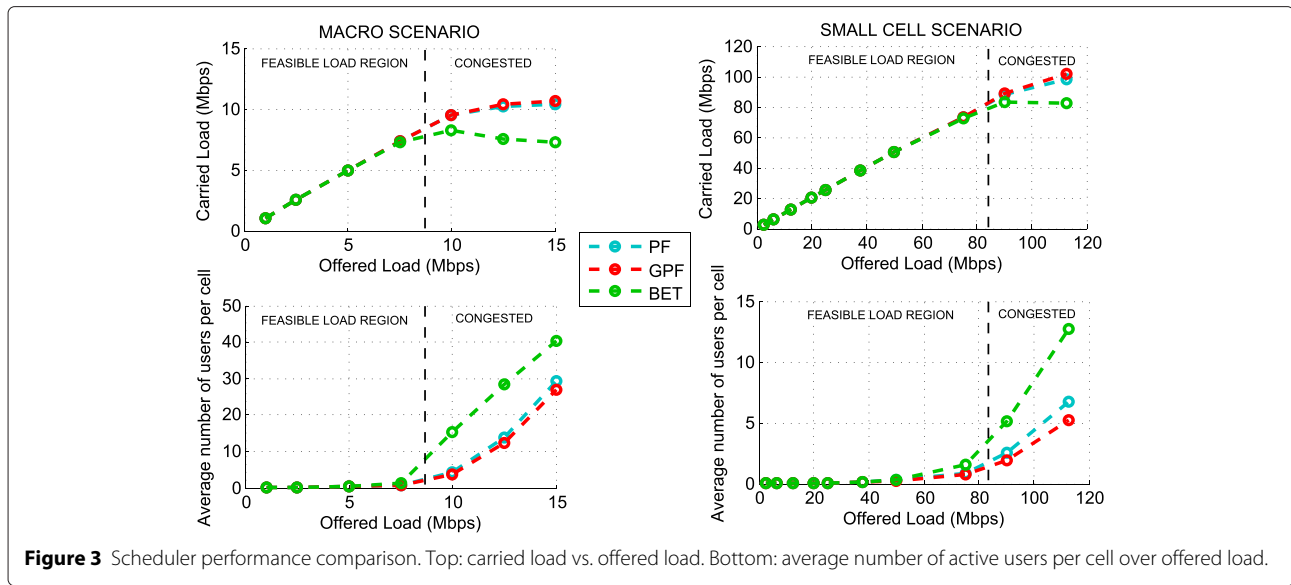 MACRO SCENARIO
15
10
5
0
Carried Load (Mbps)
FEASIBLE LOAD REGION
CONGESTED
0 5 10 15
Offered Load (Mbps)
SMALL CELL SCENARIO
120
100
80
60
40
20
0
Carried Load (Mbps)
FEASIBLE LOAD REGION
CONGESTED
0 20 40 60 80 100 120
Offered Load (Mbps)
PF
GPF
BET
50
40
30
20
10
0
Average number of users per cell
FEASIBLE LOAD REGION
CONGESTED
0 5 10 15
Offered Load (Mbps)
15
10
5
0
Average number of users per cell
FEASIBLE LOAD REGION
CONGESTED
0 20 40 60 80 100 120
Offered Load (Mbps)
Figure 3 Scheduler performance comparison. Top: carried load vs. offered load. Bottom: average number of active users per cell over offered load.